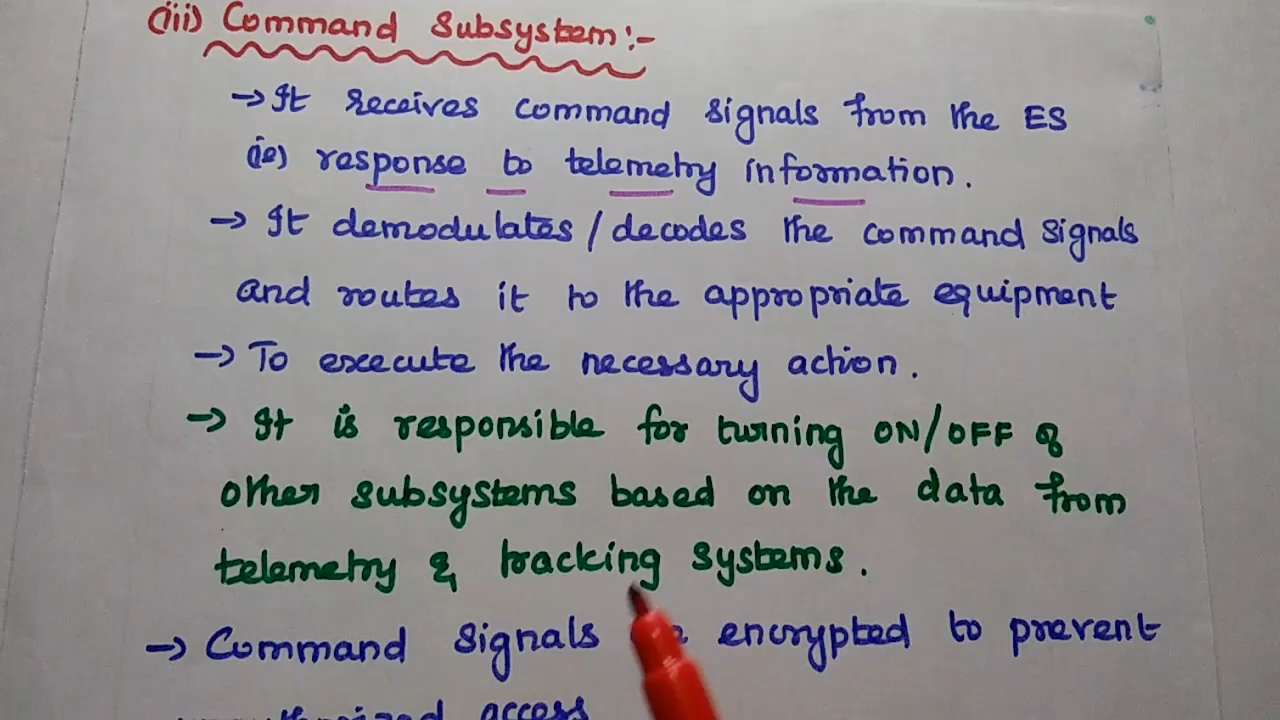 (iii) Command Subsystem:-
→ It receives command signals from the ES
(ie) response to telemetry information.
→ It demodulates/decodes the command signals
and routes it to the appropriate equipment
→ To execute the necessary action.
→ It is responsible for turning ON/OFF of
other subsystems based on the data from
telemetry & tracking systems.
→ Command signals encrypted to prevent
access